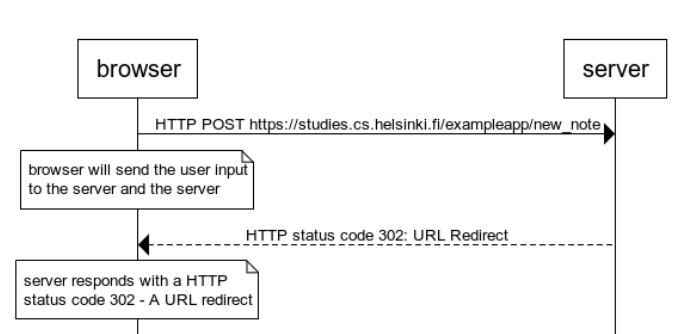 browser
server
HTTP POST https://studies.cs.helsinki.fi/exampleapp/new_note
browser will send the user input
to the server and the server
HTTP status code 302: URL Redirect
server responds with a HTTP
status code 302 - A URL redirect